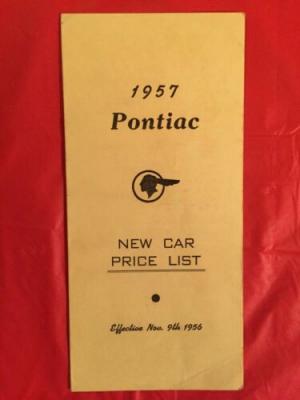 1957
Pontiac
NEW CAR
PRICE LIST
Effective Nov. 9th 1956